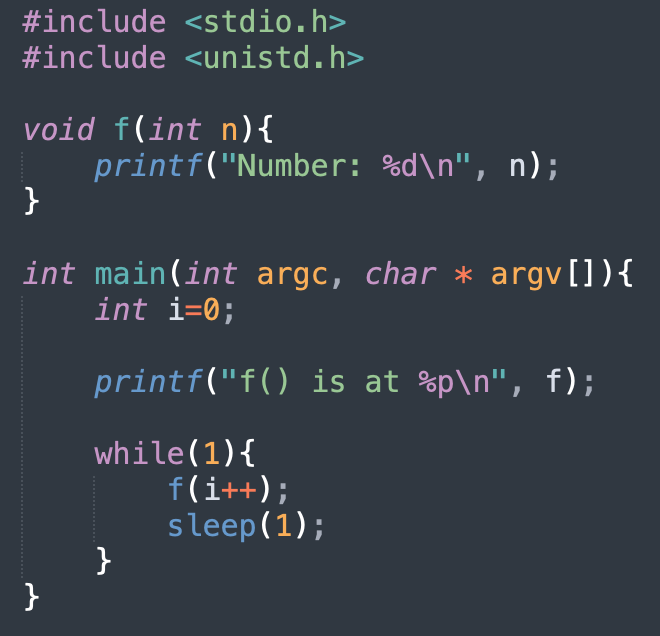 #include <stdio.h>
#include <unistd.h>

void f(int n){
    printf("Number: %d\n", n);
}

int main(int argc, char * argv[]){
    int i=0;

    printf("f() is at %p\n", f);

    while(1){
        f(i++);
        sleep(1);
    }
}